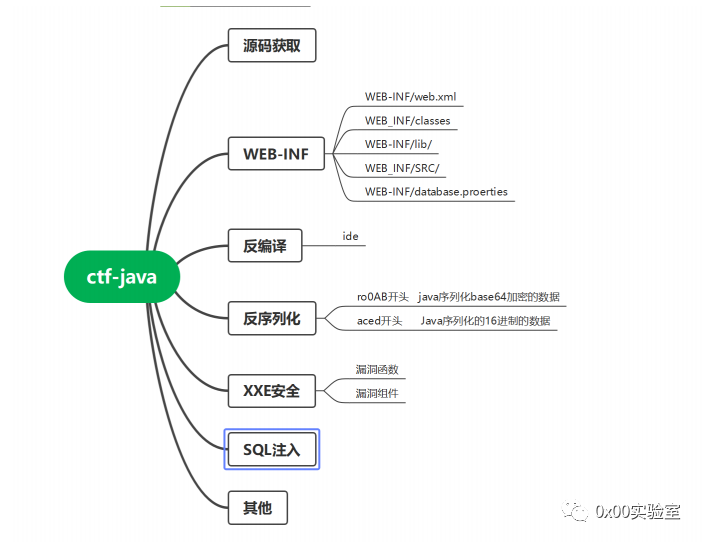 源码获取
WEB-INF
WEB-INF/web.xml
WEB_INF/classes
WEB-INF/lib/
WEB_INF/SRC/
WEB-INF/database.proerties
反编译
ide
ctf-java
反序列化
ro0AB开头 java序列化base64加密的数据
aced开头 Java序列化的16进制的数据
XXE安全
漏洞函数
漏洞组件
SQL注入
其他
0x00实验室